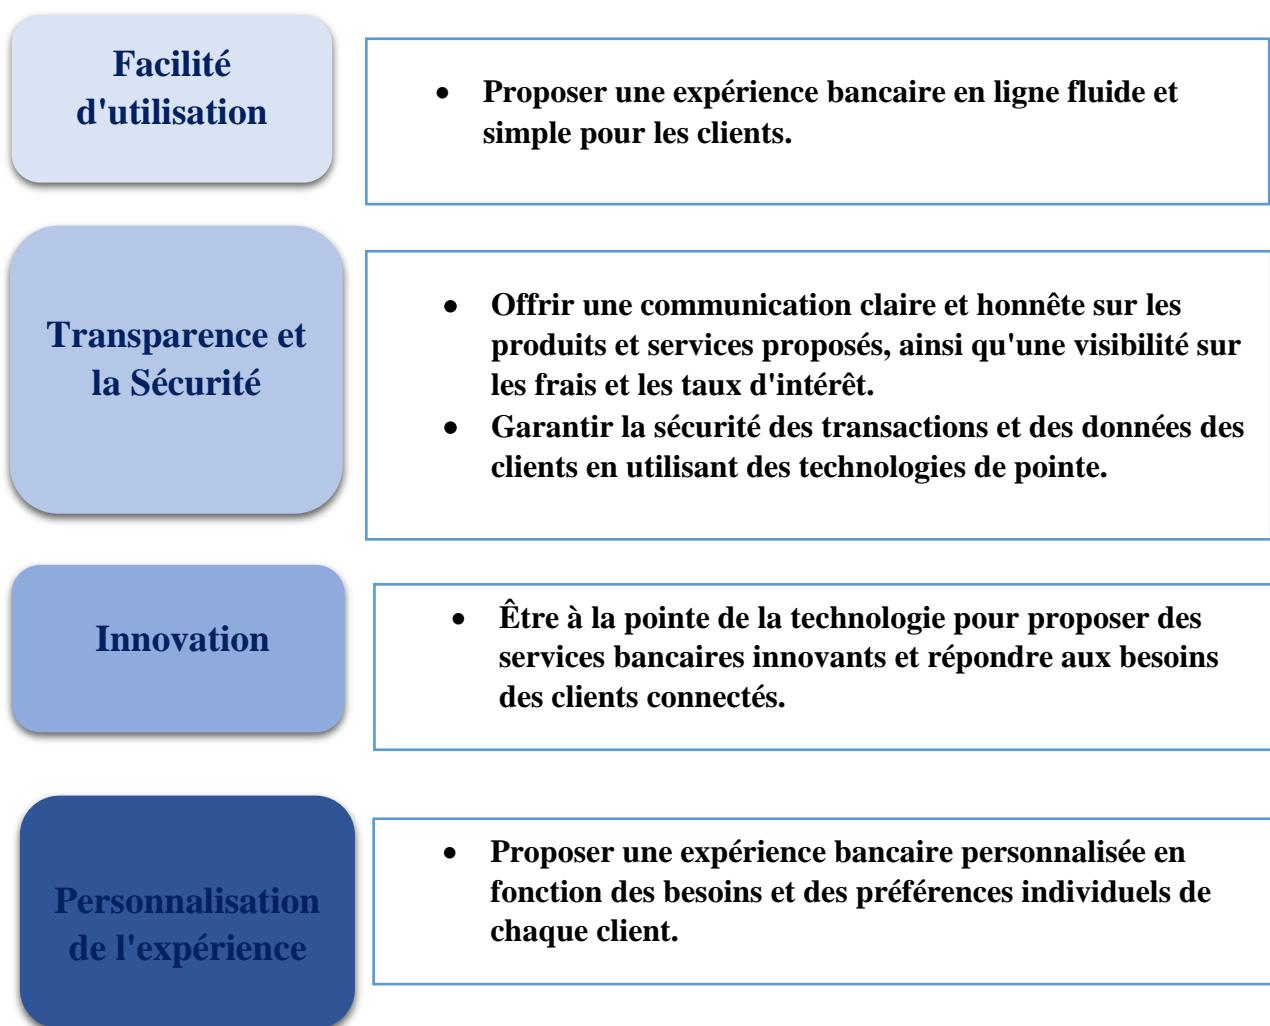 Facilité
d'utilisation
• Proposer une expérience bancaire en ligne fluide et
simple pour les clients.
Transparence et
la Sécurité
• Offrir une communication claire et honnête sur les
produits et services proposés, ainsi qu'une visibilité sur
les frais et les taux d'intérêt.
• Garantir la sécurité des transactions et des données des
clients en utilisant des technologies de pointe.
Innovation
• Être à la pointe de la technologie pour proposer des
services bancaires innovants et répondre aux besoins
des clients connectés.
Personnalisation
de l'expérience
• Proposer une expérience bancaire personnalisée en
fonction des besoins et des préférences individuels de
chaque client.